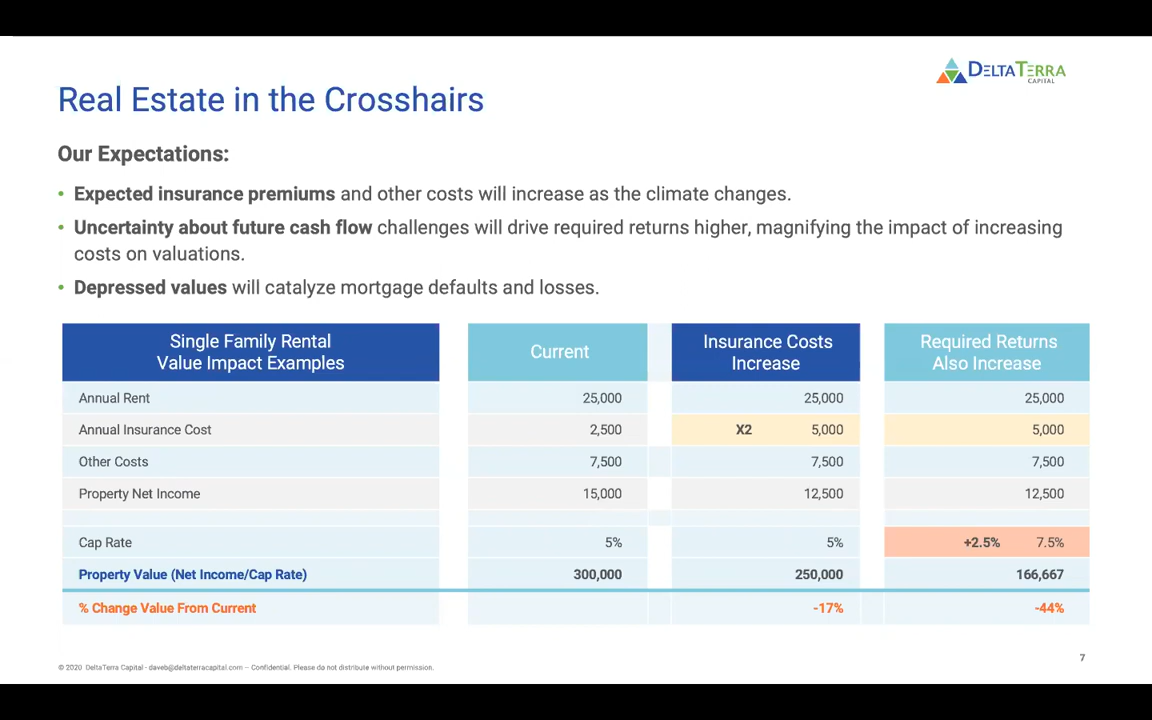 DELTATERRA
CAPITAL
Real Estate in the Crosshairs
Our Expectations:
• Expected insurance premiums and other costs will increase as the climate changes.
• Uncertainty about future cash flow challenges will drive required returns higher, magnifying the impact of increasing
costs on valuations.
• Depressed values will catalyze mortgage defaults and losses.
Single Family Rental
Value Impact Examples
Current
Insurance Costs
Increase
Required Returns
Also Increase
Annual Rent 25,000 25,000 25,000
Annual Insurance Cost 2,500 X2 5,000 5,000
Other Costs 7,500 7,500 7,500
Property Net Income 15,000 12,500 12,500
Cap Rate 5% 5% +2.5% 7.5%
Property Value (Net Income/Cap Rate) 300,000 250,000 166,667
% Change Value From Current -17% -44%
© 2020 DeltaTerra Capital - daveb@deltaterracapital.com – Confidential. Please do not distribute without permission.
7